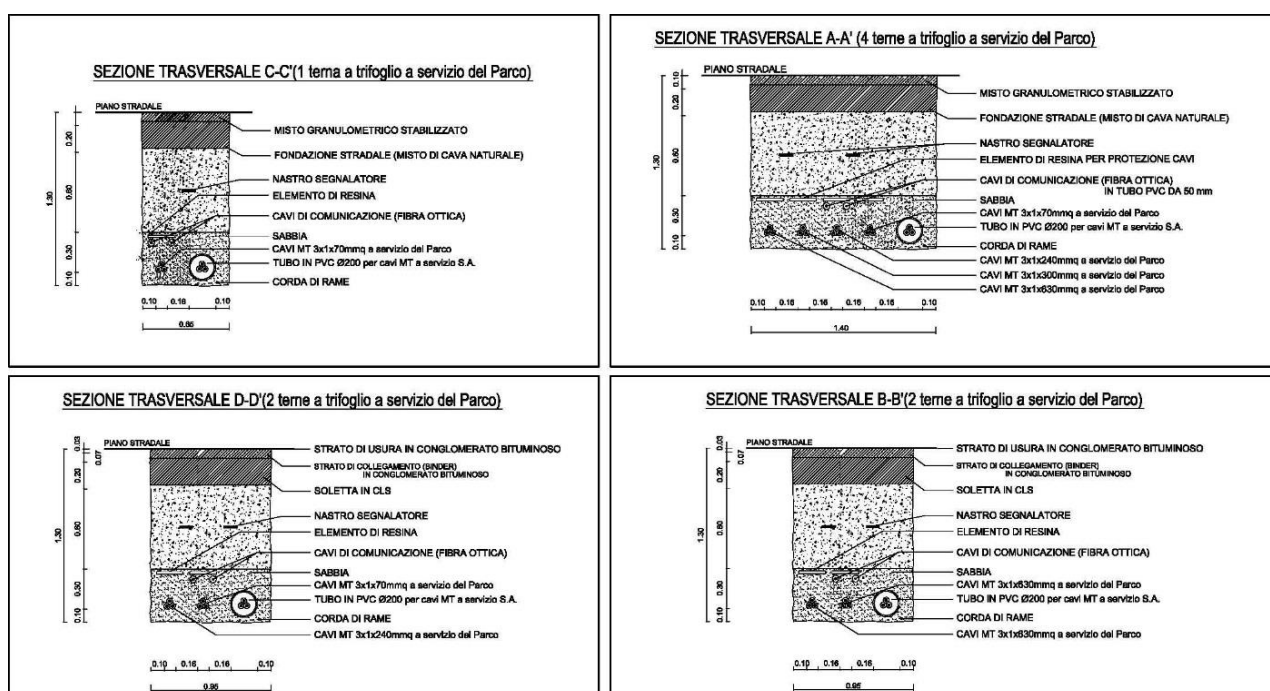 SEZIONE TRASVERSALE C-C'(1 terna a trifoglio a servizio del Parco)
PIANO STRADALE
MISTO GRANULOMETRICO STABILIZZATO
FONDAZIONE STRADALE (MISTO DI CAVA NATURALE)
NASTRO SEGNALATORE
ELEMENTO DI RESINA
CAVI DI COMUNICAZIONE (FIBRA OTTICA)
SABBIA
CAVI MT 3x1x70mmq a servizio del Parco
TUBO IN PVC Ø200 per cavi MT a servizio S.A.
CORDA DI RAME
1.30
0.20
0.60
0.30
0.10
0.10 0.16 0.10
0.65
SEZIONE TRASVERSALE A-A' (4 terne a trifoglio a servizio del Parco)
PIANO STRADALE
MISTO GRANULOMETRICO STABILIZZATO
FONDAZIONE STRADALE (MISTO DI CAVA NATURALE)
NASTRO SEGNALATORE
ELEMENTO DI RESINA PER PROTEZIONE CAVI
CAVI DI COMUNICAZIONE (FIBRA OTTICA)
IN TUBO PVC DA 50 mm
SABBIA
CAVI MT 3x1x70mmq a servizio del Parco
TUBO IN PVC Ø200 per cavi MT a servizio S.A.
CORDA DI RAME
CAVI MT 3x1x240mmq a servizio del Parco
CAVI MT 3x1x300mmq a servizio del Parco
CAVI MT 3x1x630mmq a servizio del Parco
1.30
0.10
0.20
0.60
0.30
0.10
0.10 0.16 0.16 0.16 0.16 0.10
1.40
SEZIONE TRASVERSALE D-D'(2 terne a trifoglio a servizio del Parco)
PIANO STRADALE
STRATO DI USURA IN CONGLOMERATO BITUMINOSO
STRATO DI COLLEGAMENTO (BINDER)
IN CONGLOMERATO BITUMINOSO
SOLETTA IN CLS
NASTRO SEGNALATORE
ELEMENTO DI RESINA
CAVI DI COMUNICAZIONE (FIBRA OTTICA)
SABBIA
CAVI MT 3x1x70mmq a servizio del Parco
TUBO IN PVC Ø200 per cavi MT a servizio S.A.
CORDA DI RAME
CAVI MT 3x1x240mmq a servizio del Parco
1.30
0.03
0.07
0.20
0.60
0.30
0.10
0.10 0.16 0.16 0.10
0.95
SEZIONE TRASVERSALE B-B'(2 terne a trifoglio a servizio del Parco)
PIANO STRADALE
STRATO DI USURA IN CONGLOMERATO BITUMINOSO
STRATO DI COLLEGAMENTO (BINDER)
IN CONGLOMERATO BITUMINOSO
SOLETTA IN CLS
NASTRO SEGNALATORE
ELEMENTO DI RESINA
CAVI DI COMUNICAZIONE (FIBRA OTTICA)
SABBIA
CAVI MT 3x1x630mmq a servizio del Parco
TUBO IN PVC Ø200 per cavi MT a servizio S.A.
CORDA DI RAME
CAVI MT 3x1x630mmq a servizio del Parco
1.30
0.03
0.07
0.20
0.60
0.30
0.10
0.10 0.16 0.16 0.10
0.95